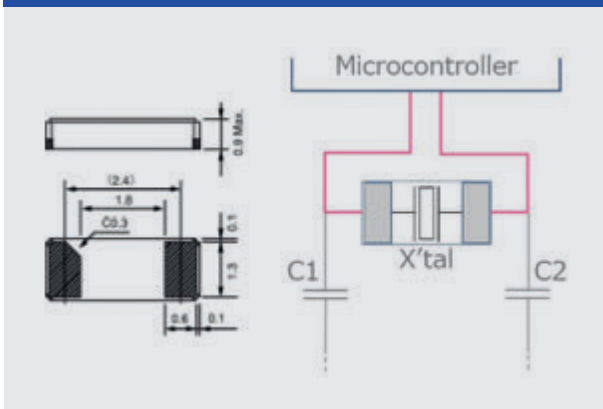 Microcontroller
0.9 Max.
(2.4)
1.8
C0.3
0.1
1.3
0.6
0.1
X'tal
C1
C2